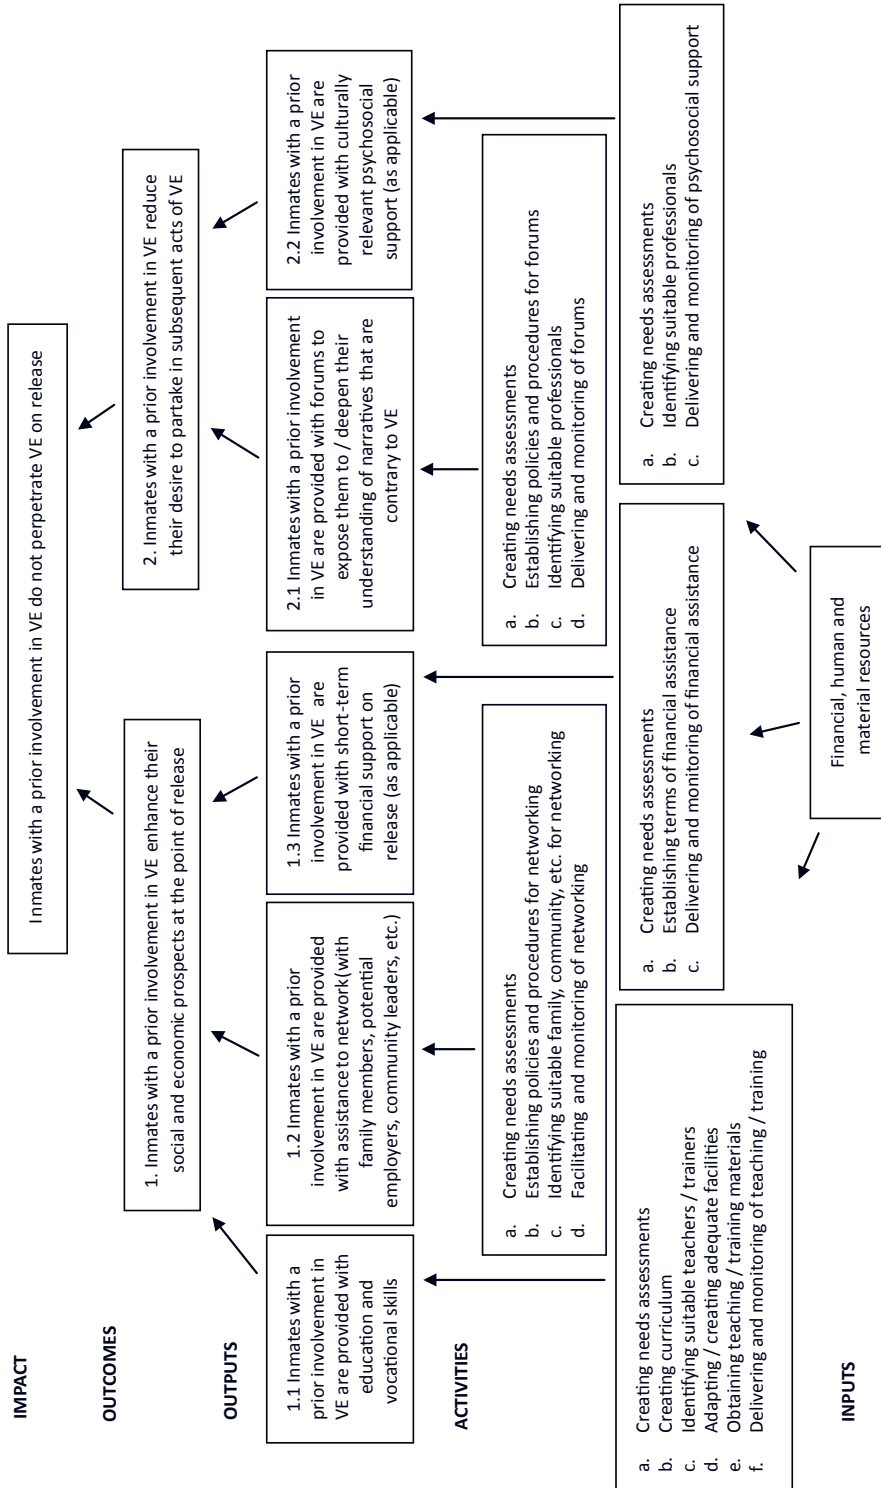 IMPACT
Inmates with a prior involvement in VE do not perpetrate VE on release
OUTCOMES
1. Inmates with a prior involvement in VE enhance their
social and economic prospects at the point of release
2. Inmates with a prior involvement in VE reduce
their desire to partake in subsequent acts of VE
OUTPUTS
1.1 Inmates with a
prior involvement in
VE are provided with
education and
vocational skills
1.2 Inmates with a prior
involvement in VE are provided
with assistance to network(with
family members, potential
employers, community leaders, etc.)
1.3 Inmates with a prior
involvement in VE are
provided with short-term
financial support on
release (as applicable)
2.1 Inmates with a prior involvement
in VE are provided with forums to
expose them to / deepen their
understanding of narratives that are
contrary to VE
2.2 Inmates with a prior
involvement in VE are
provided with culturally
relevant psychosocial
support (as applicable)
ACTIVITIES
a. Creating needs assessments
b. Establishing policies and procedures for networking
c. Identifying suitable family, community, etc. for networking
d. Facilitating and monitoring of networking
a. Creating needs assessments
b. Establishing policies and procedures for forums
c. Identifying suitable professionals
d. Delivering and monitoring of forums
a. Creating needs assessments
b. Creating curriculum
c. Identifying suitable teachers / trainers
d. Adapting / creating adequate facilities
e. Obtaining teaching / training materials
f. Delivering and monitoring of teaching / training
a. Creating needs assessments
b. Establishing terms of financial assistance
c. Delivering and monitoring of financial assistance
a. Creating needs assessments
b. Identifying suitable professionals
c. Delivering and monitoring of psychosocial support
INPUTS
Financial, human and
material resources